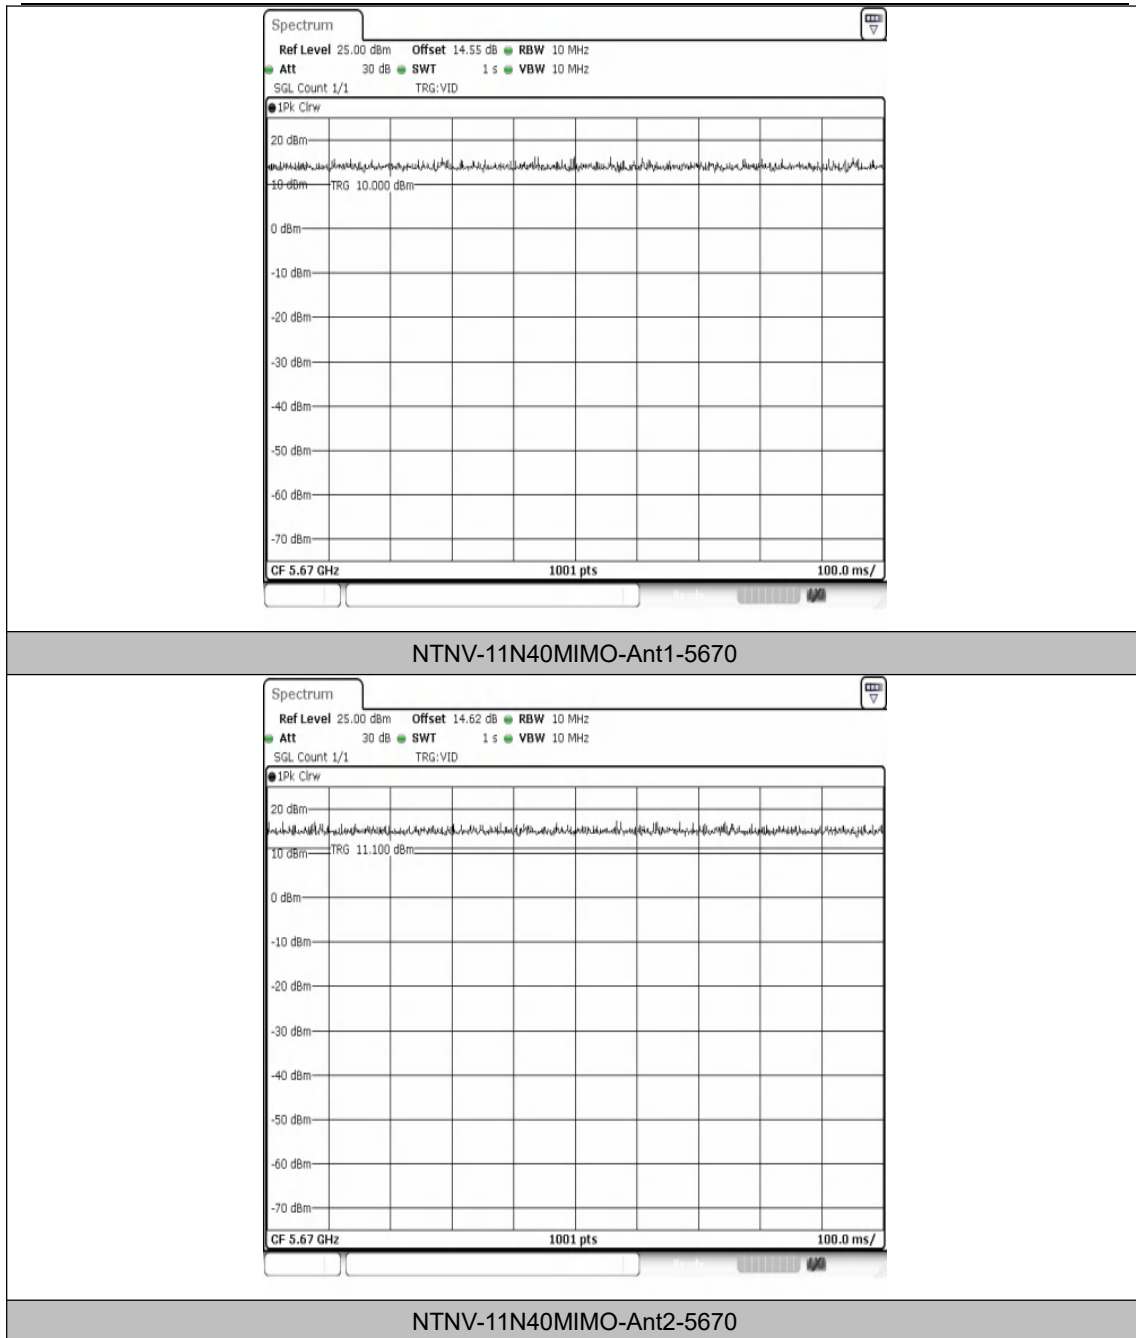 Spectrum
Ref Level 25.00 dBm Offset 14.55 dB RBW 10 MHz
Att 30 dB SWT 1 s VBW 10 MHz
SGL Count 1/1 TRG:VID
1Pk Clrw
20 dBm
10 dBm TRG 10.000 dBm
0 dBm
-10 dBm
-20 dBm
-30 dBm
-40 dBm
-50 dBm
-60 dBm
-70 dBm
CF 5.67 GHz 1001 pts 100.0 ms/
Ready
NTNV-11N40MIMO-Ant1-5670
Spectrum
Ref Level 25.00 dBm Offset 14.62 dB RBW 10 MHz
Att 30 dB SWT 1 s VBW 10 MHz
SGL Count 1/1 TRG:VID
1Pk Clrw
20 dBm
10 dBm TRG 11.100 dBm
0 dBm
-10 dBm
-20 dBm
-30 dBm
-40 dBm
-50 dBm
-60 dBm
-70 dBm
CF 5.67 GHz 1001 pts 100.0 ms/
Ready
NTNV-11N40MIMO-Ant2-5670